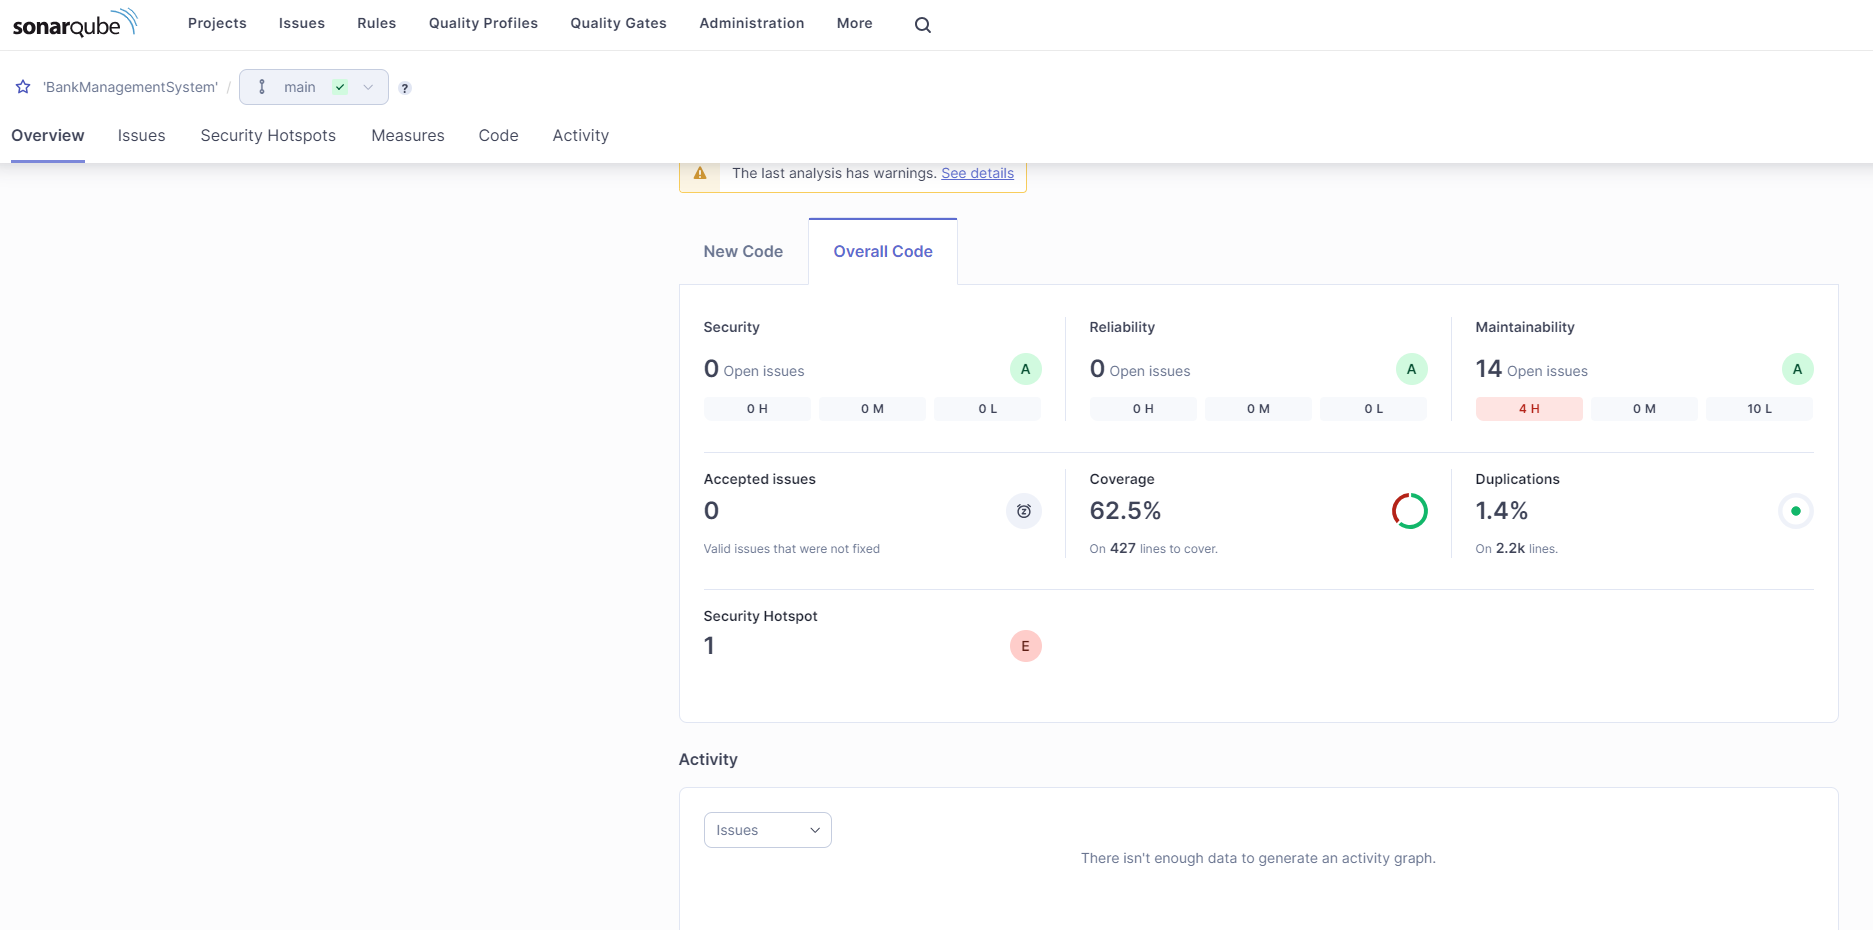 sonarqube Projects Issues Rules Quality Profiles Quality Gates Administration More
'BankManagementSystem' / main ?
Overview Issues Security Hotspots Measures Code Activity
The last analysis has warnings. See details
New Code Overall Code
Security Reliability Maintainability
0 Open issues A 0 Open issues A 14 Open issues A
0 H 0 M 0 L 0 H 0 M 0 L 4 H 0 M 10 L
Accepted issues Coverage Duplications
0 62.5% 1.4%
Valid issues that were not fixed On 427 lines to cover. On 2.2k lines.
Security Hotspot
1 E
Activity
Issues
There isn't enough data to generate an activity graph.